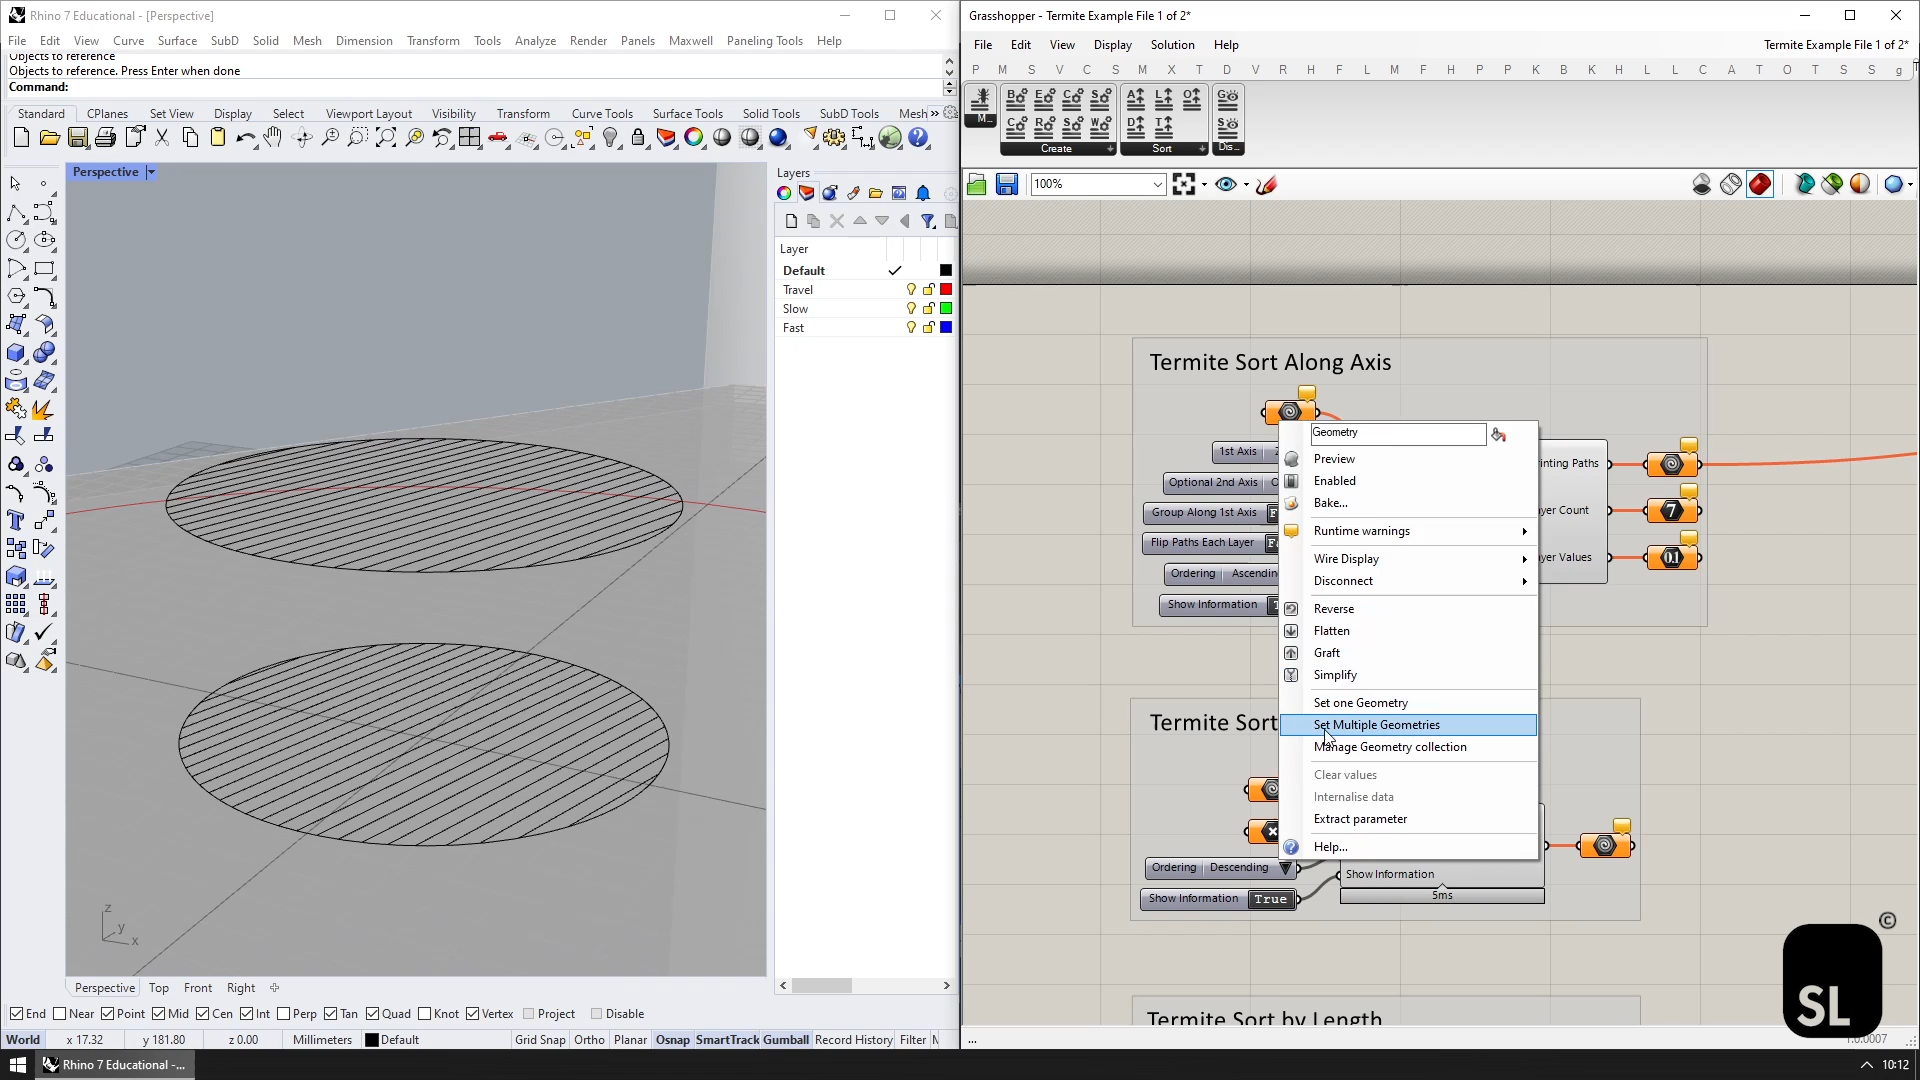 Rhino 7 Educational - [Perspective]
File Edit View Curve Surface SubD Solid Mesh Dimension Transform Tools Analyze Render Panels Maxwell Paneling Tools Help
Objects to reference
Objects to reference. Press Enter when done
Command:
Standard CPlanes Set View Display Select Viewport Layout Visibility Transform Curve Tools Surface Tools Solid Tools SubD Tools Mesh »
Perspective
Layers
Layer
Default
Travel
Slow
Fast
z
y
x
Perspective Top Front Right
End Near Point Mid Cen Int Perp Tan Quad Knot Vertex Project Disable
World x 17.32 y 181.80 z 0.00 Millimeters Default Grid Snap Ortho Planar Osnap SmartTrack Gumball Record History Filter
Rhino 7 Educational -...
Grasshopper - Termite Example File 1 of 2*
File Edit View Display Solution Help
Termite Example File 1 of 2*
P M S V C S M X T D V R H F L M F H P P K B K H L L C A T O T S S g
M... Create Sort Dis...
100%
Termite Sort Along Axis
1st Axis
Optional 2nd Axis
Group Along 1st Axis
Flip Paths Each Layer
Ordering Ascendin
Show Information
inting Paths
yer Count
7
yer Values
0.1
Geometry
Preview
Enabled
Bake...
Runtime warnings
Wire Display
Disconnect
Reverse
Flatten
Graft
Simplify
Set one Geometry
Set Multiple Geometries
Manage Geometry collection
Clear values
Internalise data
Extract parameter
Help...
Termite Sort
Ordering Descending
Show Information True
Show Information
5ms
Termite Sort by Length
©
SL
...
1.0.0007
10:12